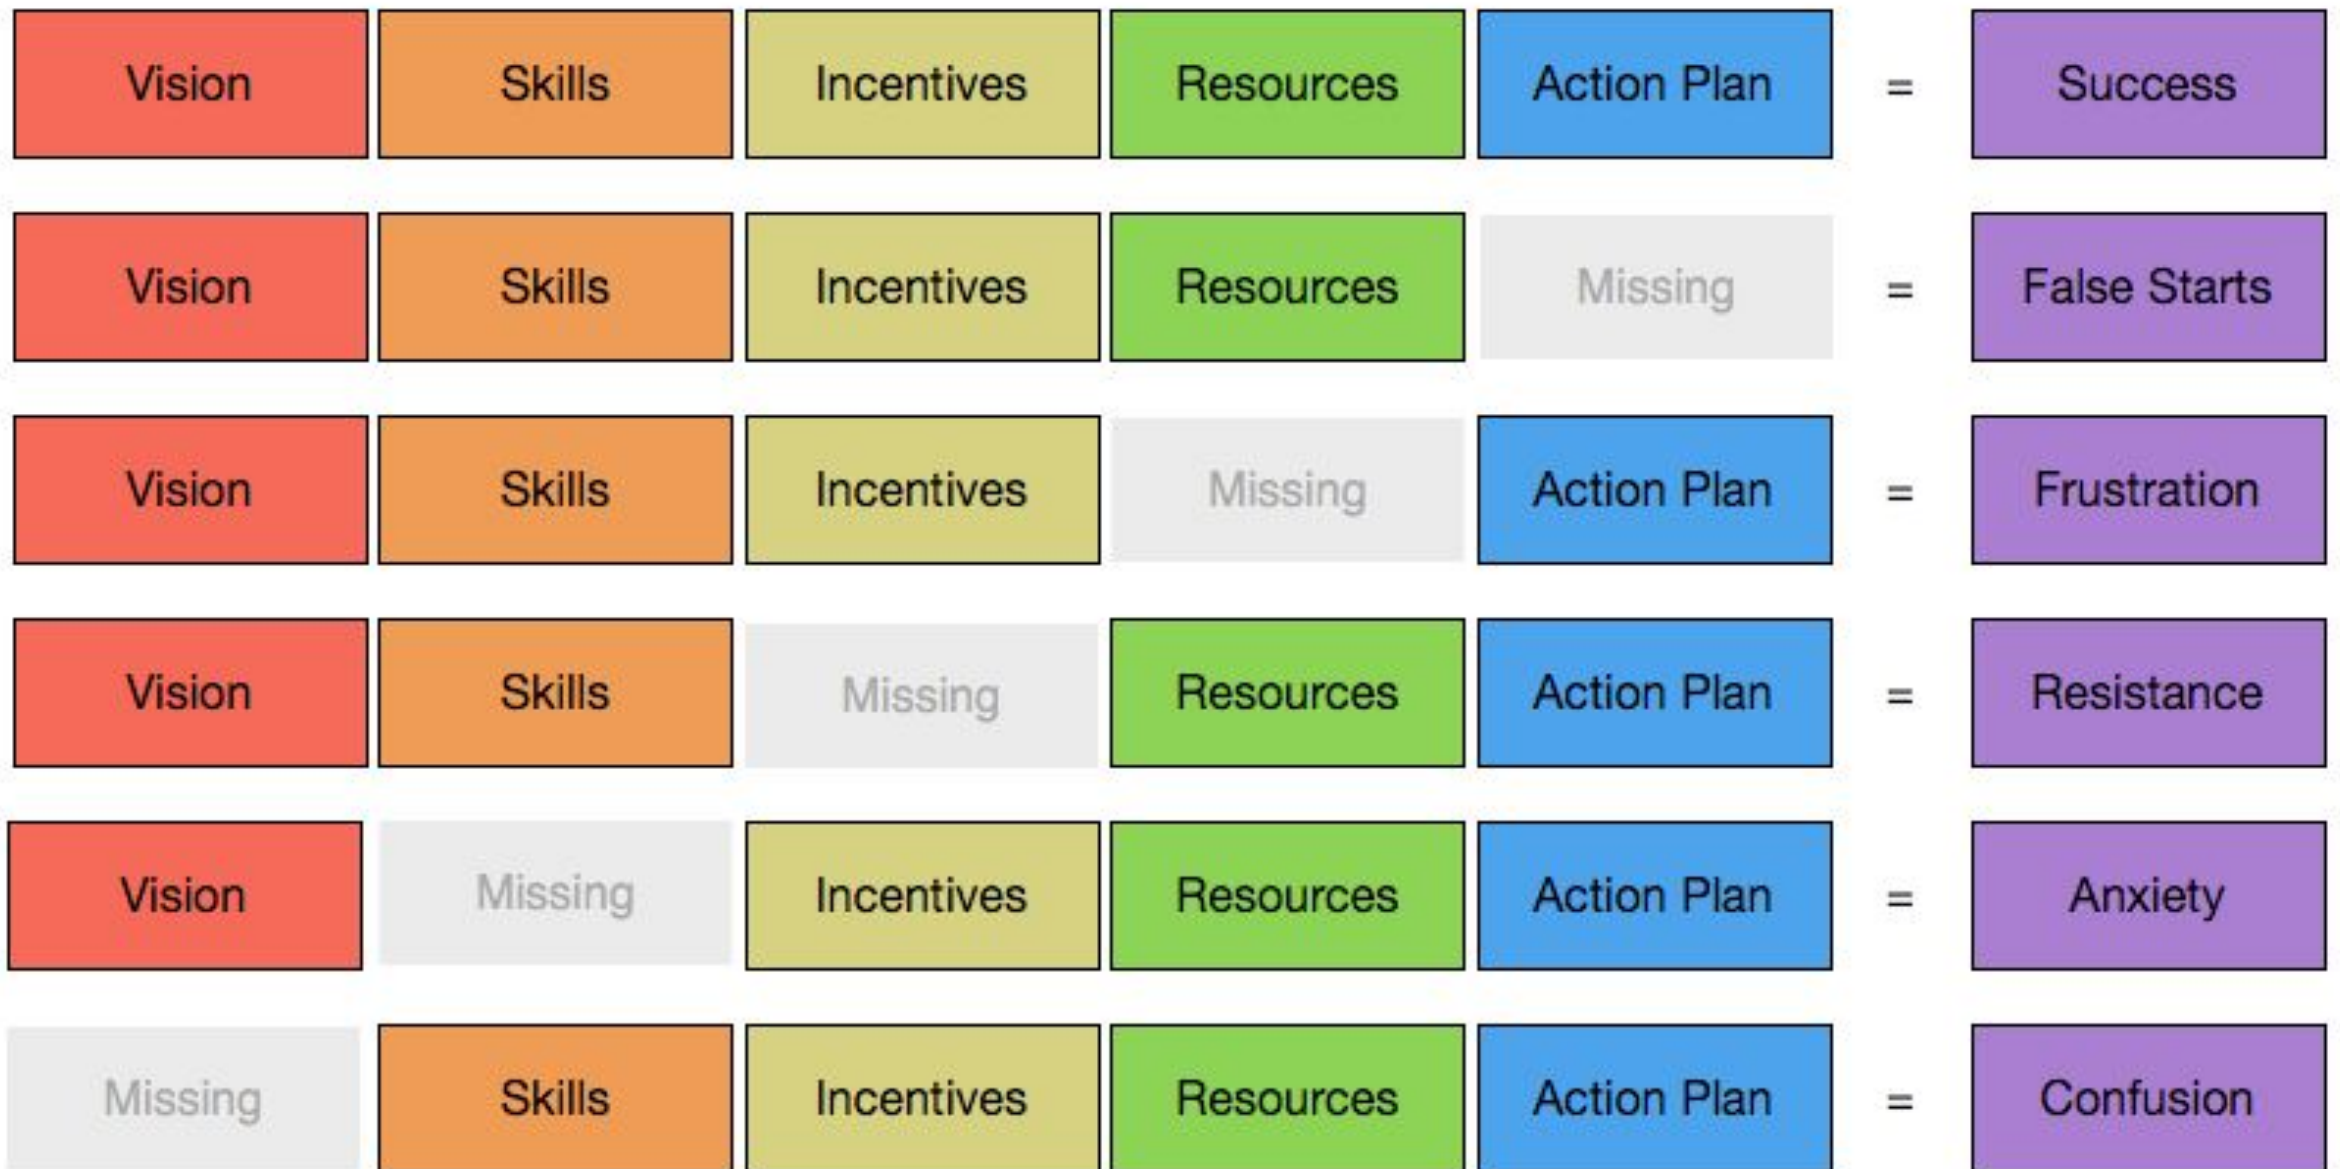 Vision Skills Incentives Resources Action Plan = Success
Vision Skills Incentives Resources Missing = False Starts
Vision Skills Incentives Missing Action Plan = Frustration
Vision Skills Missing Resources Action Plan = Resistance
Vision Missing Incentives Resources Action Plan = Anxiety
Missing Skills Incentives Resources Action Plan = Confusion